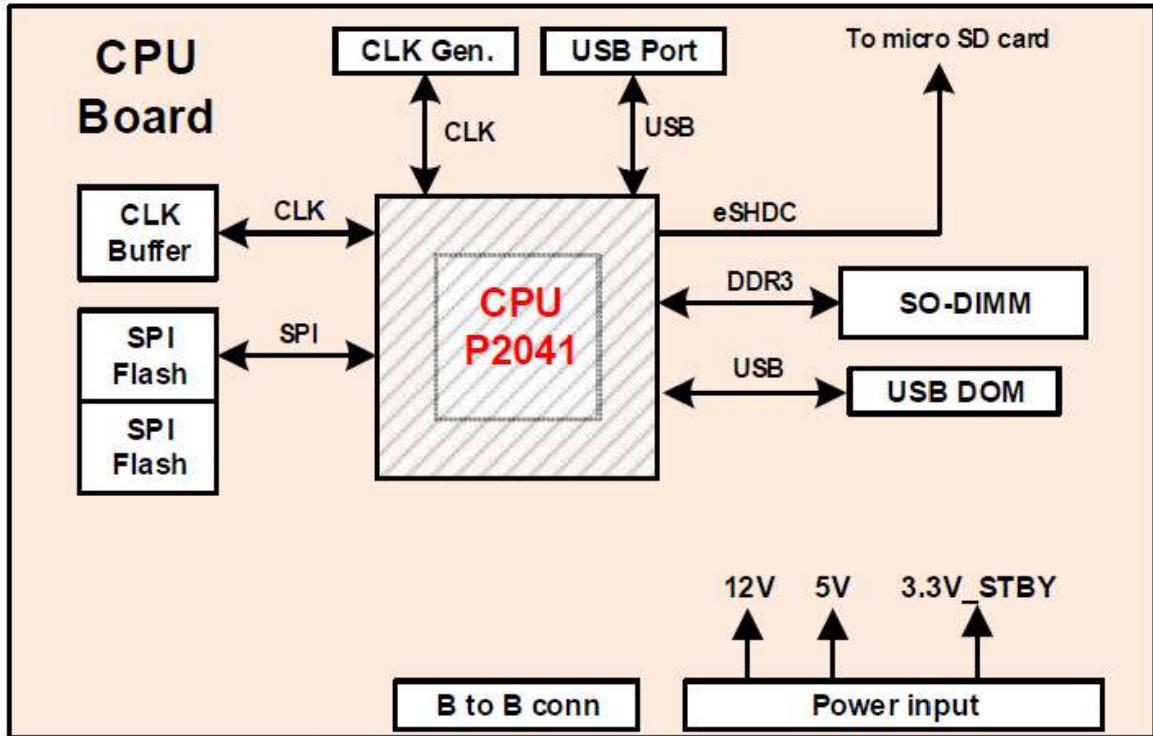 CPU
Board
CLK Gen.
USB Port
To micro SD card
CLK
USB
CLK
Buffer
CLK
eSHDC
SPI
Flash
SPI
Flash
SPI
CPU
P2041
DDR3
SO-DIMM
USB
USB DOM
12V
5V
3.3V_STBY
B to B conn
Power input